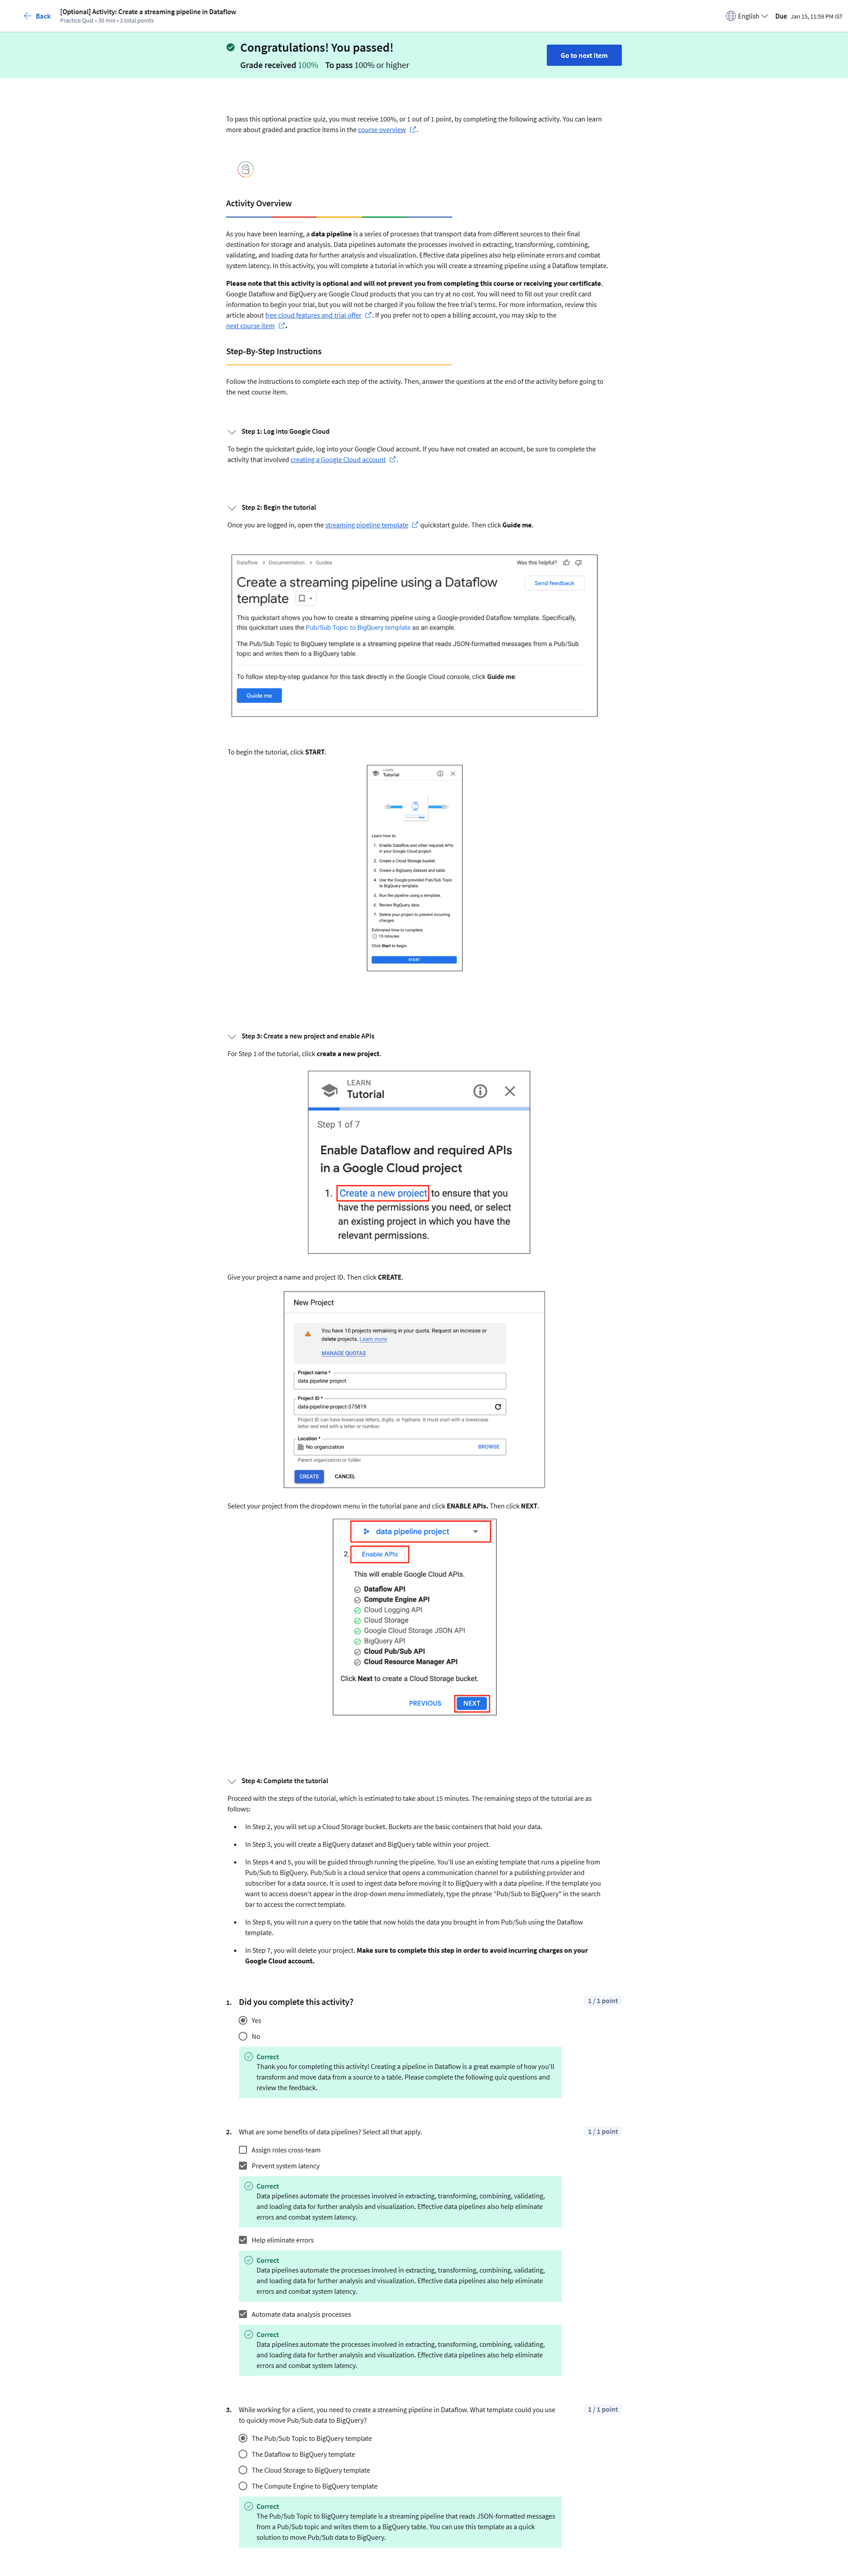 Back
[Optional] Activity: Create a streaming pipeline in Dataflow
Practice Quiz • 30 min • 3 total points
English
Due Jan 15, 11:59 PM IST
Congratulations! You passed!
Grade received 100% To pass 100% or higher
Go to next item
To pass this optional practice quiz, you must receive 100%, or 1 out of 1 point, by completing the following activity. You can learn
more about graded and practice items in the course overview .
Activity Overview
As you have been learning, a data pipeline is a series of processes that transport data from different sources to their final
destination for storage and analysis. Data pipelines automate the processes involved in extracting, transforming, combining,
validating, and loading data for further analysis and visualization. Effective data pipelines also help eliminate errors and combat
system latency. In this activity, you will complete a tutorial in which you will create a streaming pipeline using a Dataflow template.
Please note that this activity is optional and will not prevent you from completing this course or receiving your certificate.
Google Dataflow and BigQuery are Google Cloud products that you can try at no cost. You will need to fill out your credit card
information to begin your trial, but you will not be charged if you follow the free trial's terms. For more information, review this
article about free cloud features and trial offer . If you prefer not to open a billing account, you may skip to the
next course item .
Step-By-Step Instructions
Follow the instructions to complete each step of the activity. Then, answer the questions at the end of the activity before going to
the next course item.
Step 1: Log into Google Cloud
To begin the quickstart guide, log into your Google Cloud account. If you have not created an account, be sure to complete the
activity that involved creating a Google Cloud account .
Step 2: Begin the tutorial
Once you are logged in, open the streaming pipeline template quickstart guide. Then click Guide me.
Dataflow > Documentation > Guides
Was this helpful?
Create a streaming pipeline using a Dataflow
template
Send feedback
This quickstart shows you how to create a streaming pipeline using a Google-provided Dataflow template. Specifically,
this quickstart uses the Pub/Sub Topic to BigQuery template as an example.
The Pub/Sub Topic to BigQuery template is a streaming pipeline that reads JSON-formatted messages from a Pub/Sub
topic and writes them to a BigQuery table.
To follow step-by-step guidance for this task directly in the Google Cloud console, click Guide me:
Guide me
To begin the tutorial, click START.
LEARN
Tutorial
Learn how to:
1. Enable Dataflow and other required APIs
in your Google Cloud project.
2. Create a Cloud Storage bucket.
3. Create a BigQuery dataset and table.
4. Use the Google-provided Pub/Sub Topic
to BigQuery template.
5. Run the pipeline using a template.
6. Review BigQuery data.
7. Delete your project to prevent incurring
charges.
Estimated time to complete
15 minutes
Click Start to begin.
START
Step 3: Create a new project and enable APIs
For Step 1 of the tutorial, click create a new project.
LEARN
Tutorial
Step 1 of 7
Enable Dataflow and required APIs
in a Google Cloud project
1. Create a new project to ensure that you
have the permissions you need, or select
an existing project in which you have the
relevant permissions.
Give your project a name and project ID. Then click CREATE.
New Project
You have 10 projects remaining in your quota. Request an increase or
delete projects. Learn more
MANAGE QUOTAS
Project name *
data pipeline project
Project ID *
data-pipeline-project-375819
Project ID can have lowercase letters, digits, or hyphens. It must start with a lowercase
letter and end with a letter or number.
Location *
No organization
BROWSE
Parent organization or folder
CREATE
CANCEL
Select your project from the dropdown menu in the tutorial pane and click ENABLE APIs. Then click NEXT.
data pipeline project
2. Enable APIs
This will enable Google Cloud APIs.
Dataflow API
Compute Engine API
Cloud Logging API
Cloud Storage
Google Cloud Storage JSON API
BigQuery API
Cloud Pub/Sub API
Cloud Resource Manager API
Click Next to create a Cloud Storage bucket.
PREVIOUS
NEXT
Step 4: Complete the tutorial
Proceed with the steps of the tutorial, which is estimated to take about 15 minutes. The remaining steps of the tutorial are as
follows:
• In Step 2, you will set up a Cloud Storage bucket. Buckets are the basic containers that hold your data.
• In Step 3, you will create a BigQuery dataset and BigQuery table within your project.
• In Steps 4 and 5, you will be guided through running the pipeline. You'll use an existing template that runs a pipeline from
Pub/Sub to BigQuery. Pub/Sub is a cloud service that opens a communication channel for a publishing provider and
subscriber for a data source. It is used to ingest data before moving it to BigQuery with a data pipeline. If the template you
want to access doesn't appear in the drop-down menu immediately, type the phrase "Pub/Sub to BigQuery" in the search
bar to access the correct template.
• In Step 6, you will run a query on the table that now holds the data you brought in from Pub/Sub using the Dataflow
template.
• In Step 7, you will delete your project. Make sure to complete this step in order to avoid incurring charges on your
Google Cloud account.
1. Did you complete this activity?
1 / 1 point
Yes
No
Correct
Thank you for completing this activity! Creating a pipeline in Dataflow is a great example of how you'll
transform and move data from a source to a table. Please complete the following quiz questions and
review the feedback.
2. What are some benefits of data pipelines? Select all that apply.
1 / 1 point
Assign roles cross-team
Prevent system latency
Correct
Data pipelines automate the processes involved in extracting, transforming, combining, validating,
and loading data for further analysis and visualization. Effective data pipelines also help eliminate
errors and combat system latency.
Help eliminate errors
Correct
Data pipelines automate the processes involved in extracting, transforming, combining, validating,
and loading data for further analysis and visualization. Effective data pipelines also help eliminate
errors and combat system latency.
Automate data analysis processes
Correct
Data pipelines automate the processes involved in extracting, transforming, combining, validating,
and loading data for further analysis and visualization. Effective data pipelines also help eliminate
errors and combat system latency.
3. While working for a client, you need to create a streaming pipeline in Dataflow. What template could you use
to quickly move Pub/Sub data to BigQuery?
1 / 1 point
The Pub/Sub Topic to BigQuery template
The Dataflow to BigQuery template
The Cloud Storage to BigQuery template
The Compute Engine to BigQuery template
Correct
The Pub/Sub Topic to BigQuery template is a streaming pipeline that reads JSON-formatted messages
from a Pub/Sub topic and writes them to a BigQuery table. You can use this template as a quick
solution to move Pub/Sub data to BigQuery.